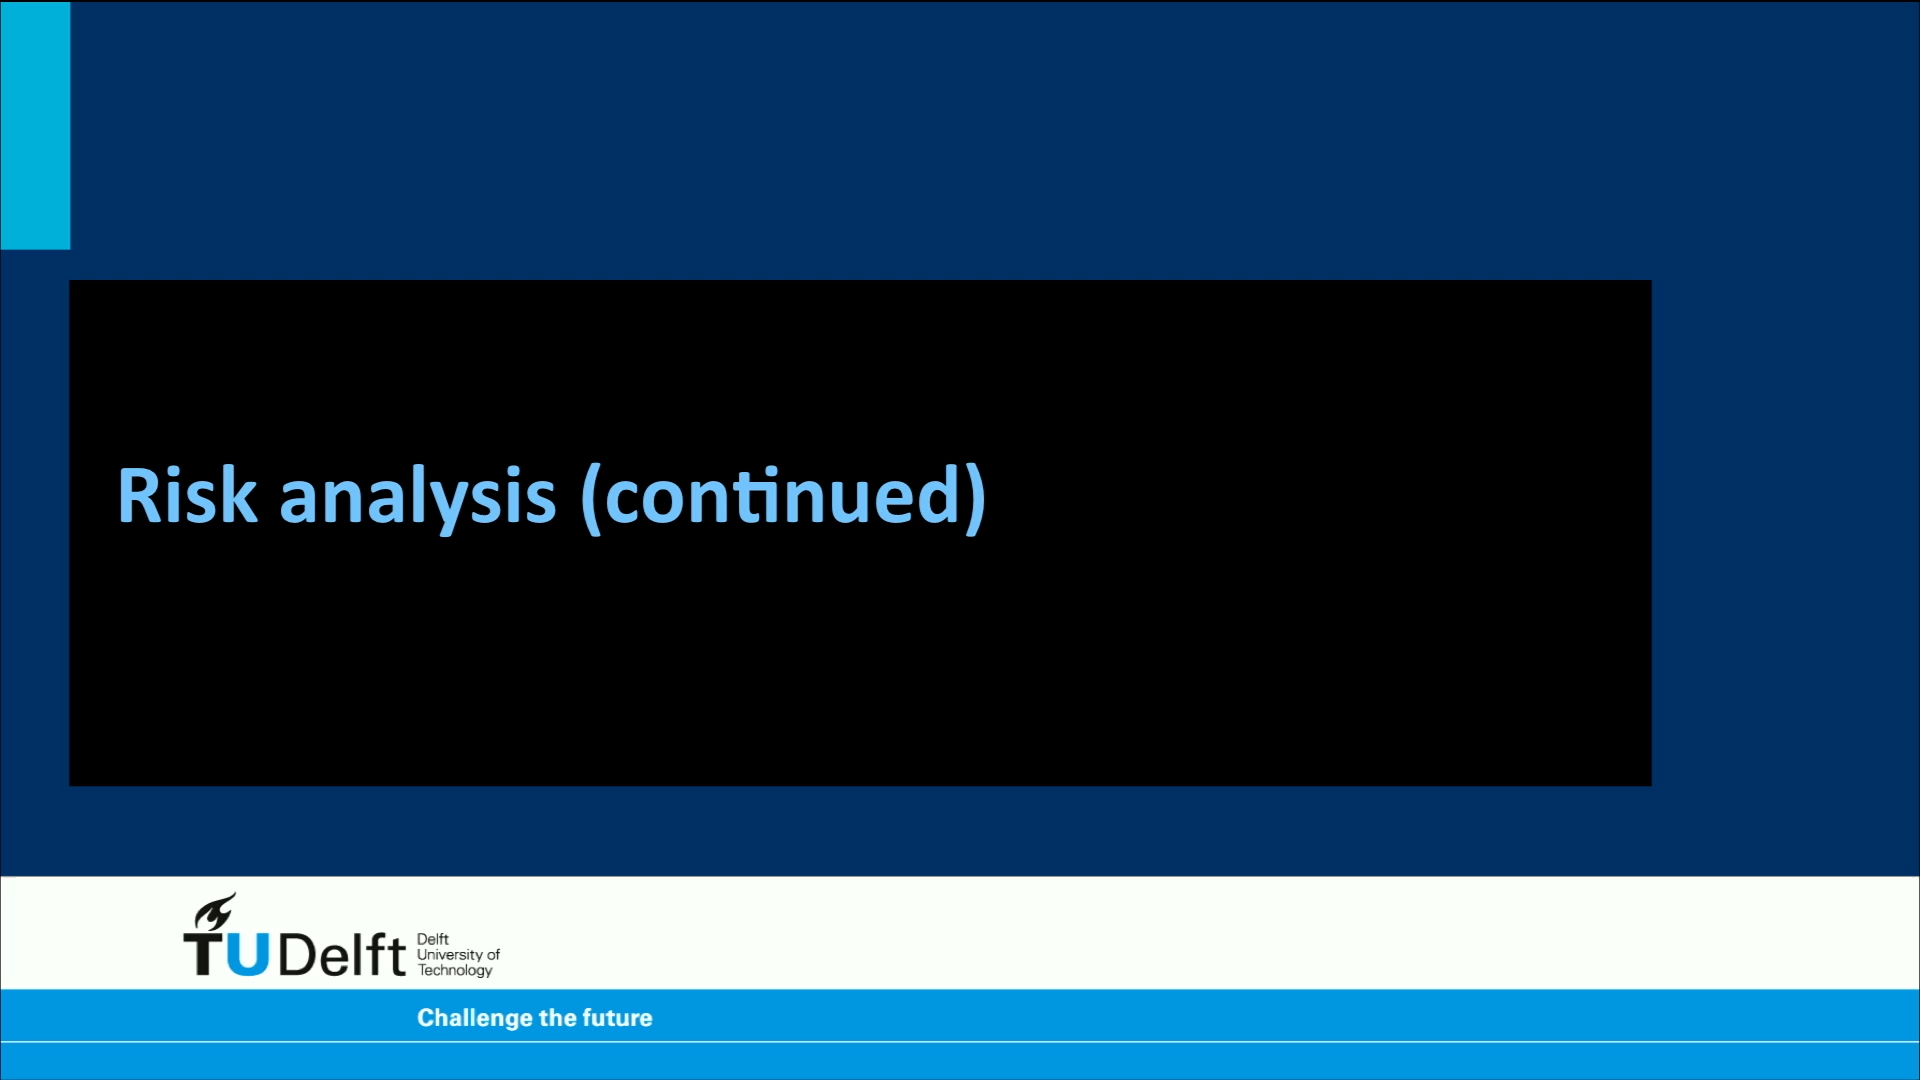 Risk analysis (continued)
TUDelft
Delft
University of
Technology
Challenge the future